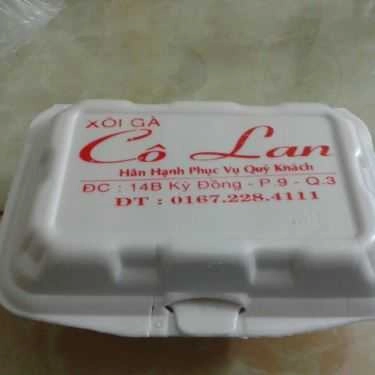 XÔI GÀ
Cô Lan
Hân Hạnh Phục Vụ Quý Khách
ĐC : 14B Kỳ Đồng - P.9 - Q.3
ĐT : 0167.228.4111